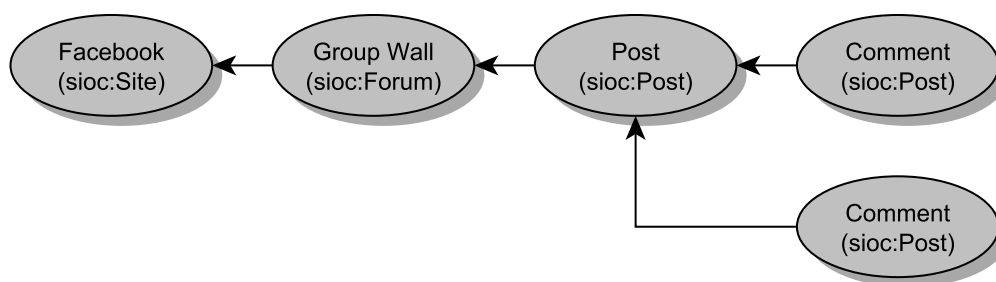 Facebook
(sioc:Site)
Group Wall
(sioc:Forum)
Post
(sioc:Post)
Comment
(sioc:Post)
Comment
(sioc:Post)